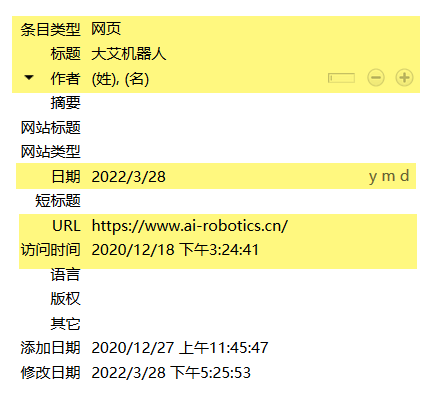 条目类型 网页
标题 大艾机器人
作者 (姓), (名)
摘要
网站标题
网站类型
日期 2022/3/28 y m d
短标题
URL https://www.ai-robotics.cn/
访问时间 2020/12/18 下午3:24:41
语言
版权
其它
添加日期 2020/12/27 上午11:45:47
修改日期 2022/3/28 下午5:25:53